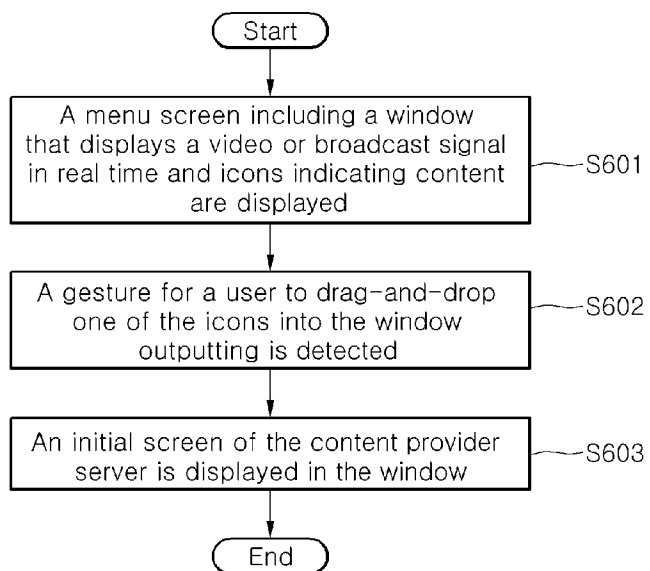 Start
A menu screen including a window
that displays a video or broadcast signal
in real time and icons indicating content
are displayed
S601
A gesture for a user to drag-and-drop
one of the icons into the window
outputting is detected
S602
An initial screen of the content provider
server is displayed in the window
S603
End